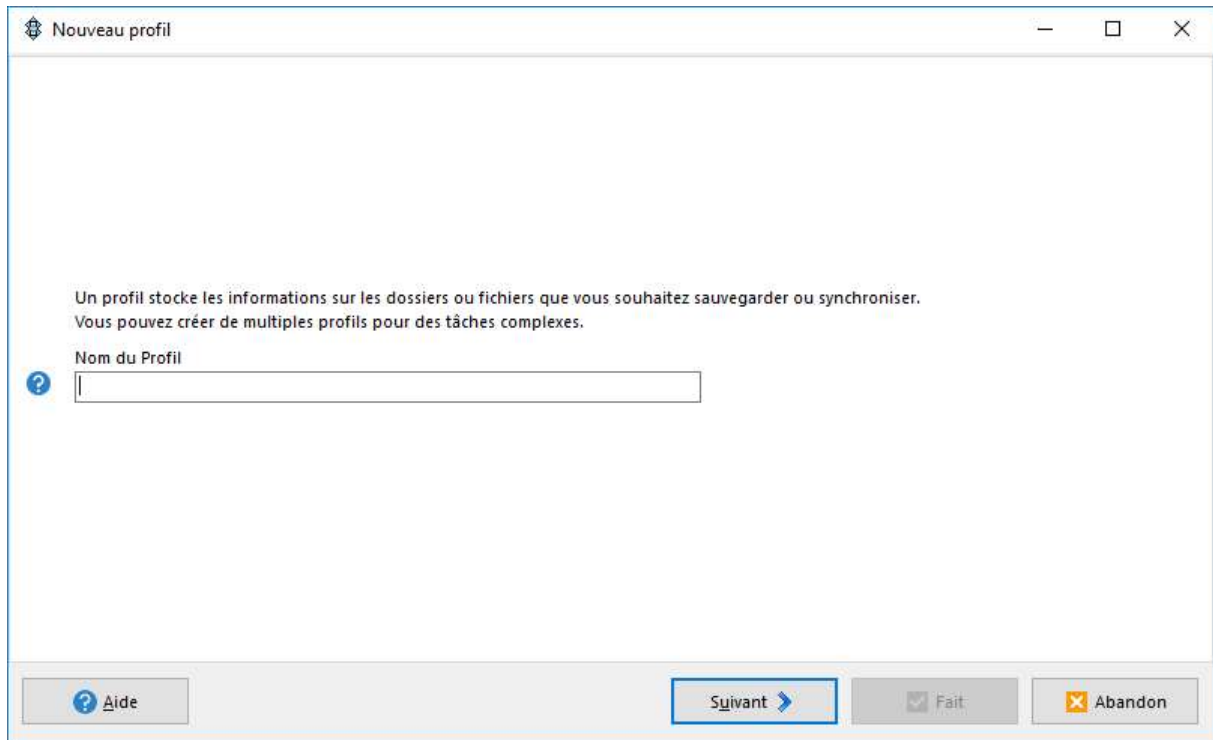 Nouveau profil
Un profil stocke les informations sur les dossiers ou fichiers que vous souhaitez sauvegarder ou synchroniser.
Vous pouvez créer de multiples profils pour des tâches complexes.
Nom du Profil
Aide
Suivant
Fait
Abandon